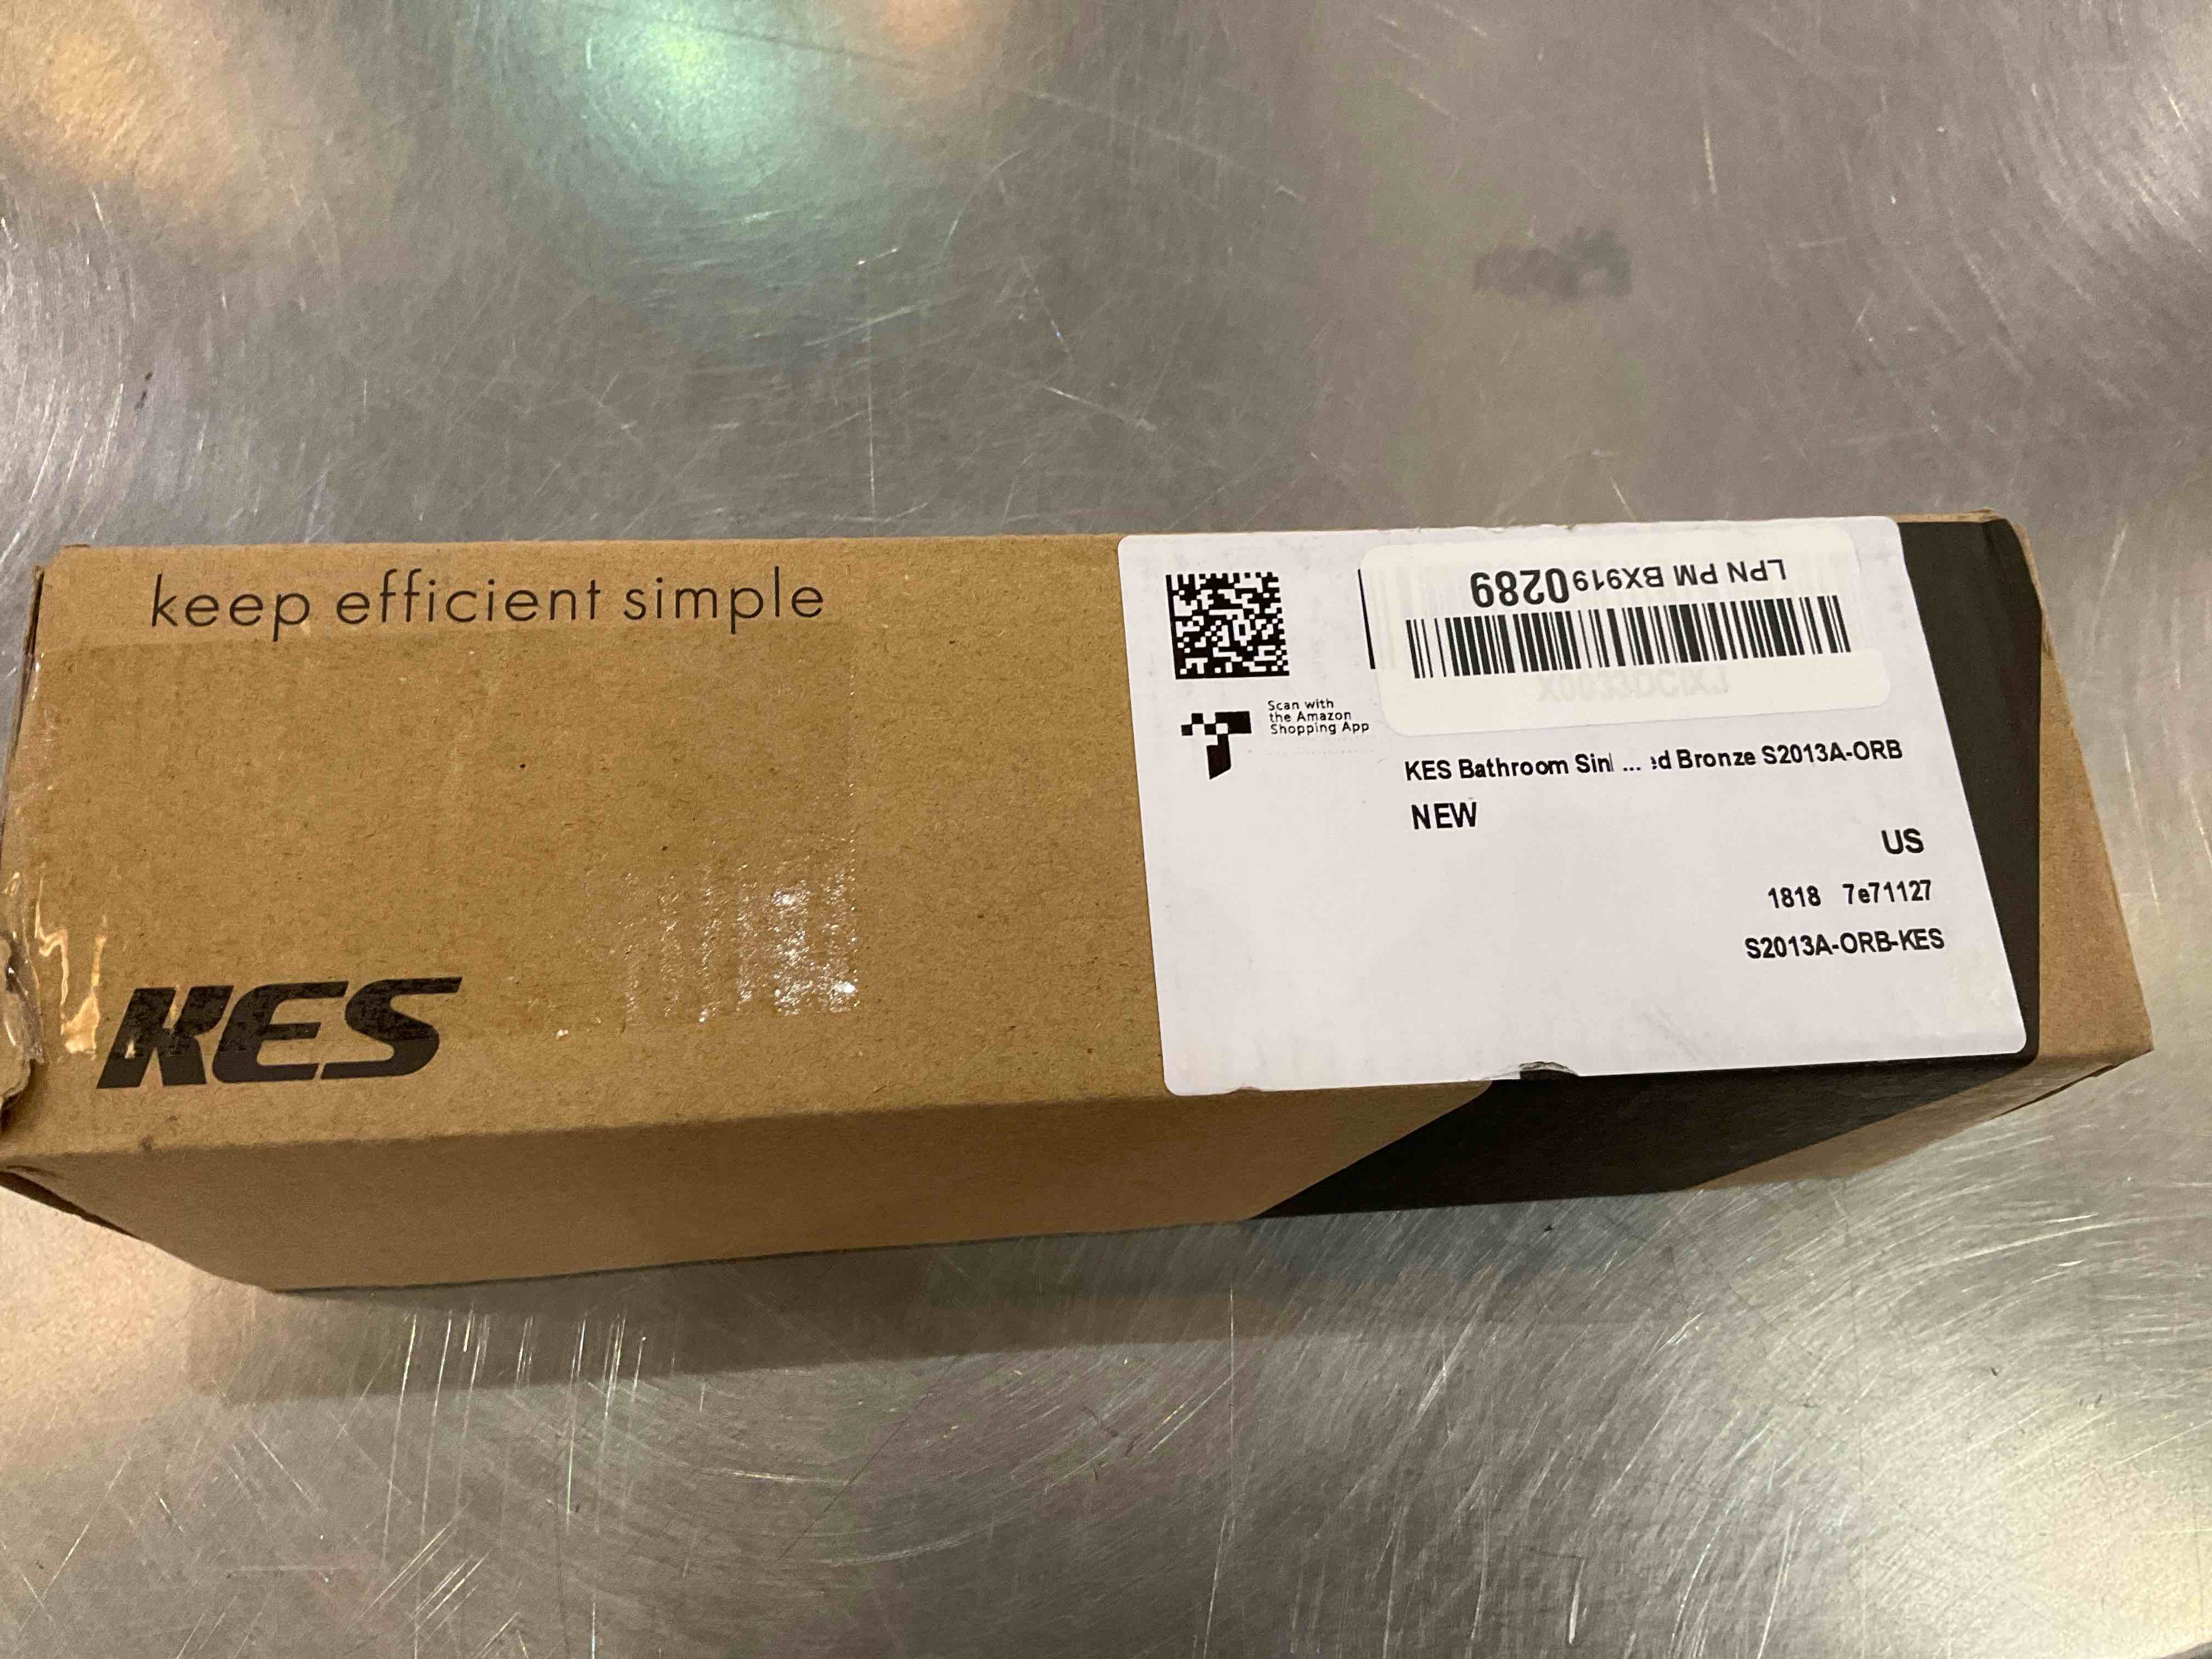 keep efficient simple
KES
LPN PM BX9190289
X0033DCIXJ
Scan with
the Amazon
Shopping App
KES Bathroom Sinl ... ed Bronze S2013A-ORB
NEW
US
1818 7e71127
S2013A-ORB-KES